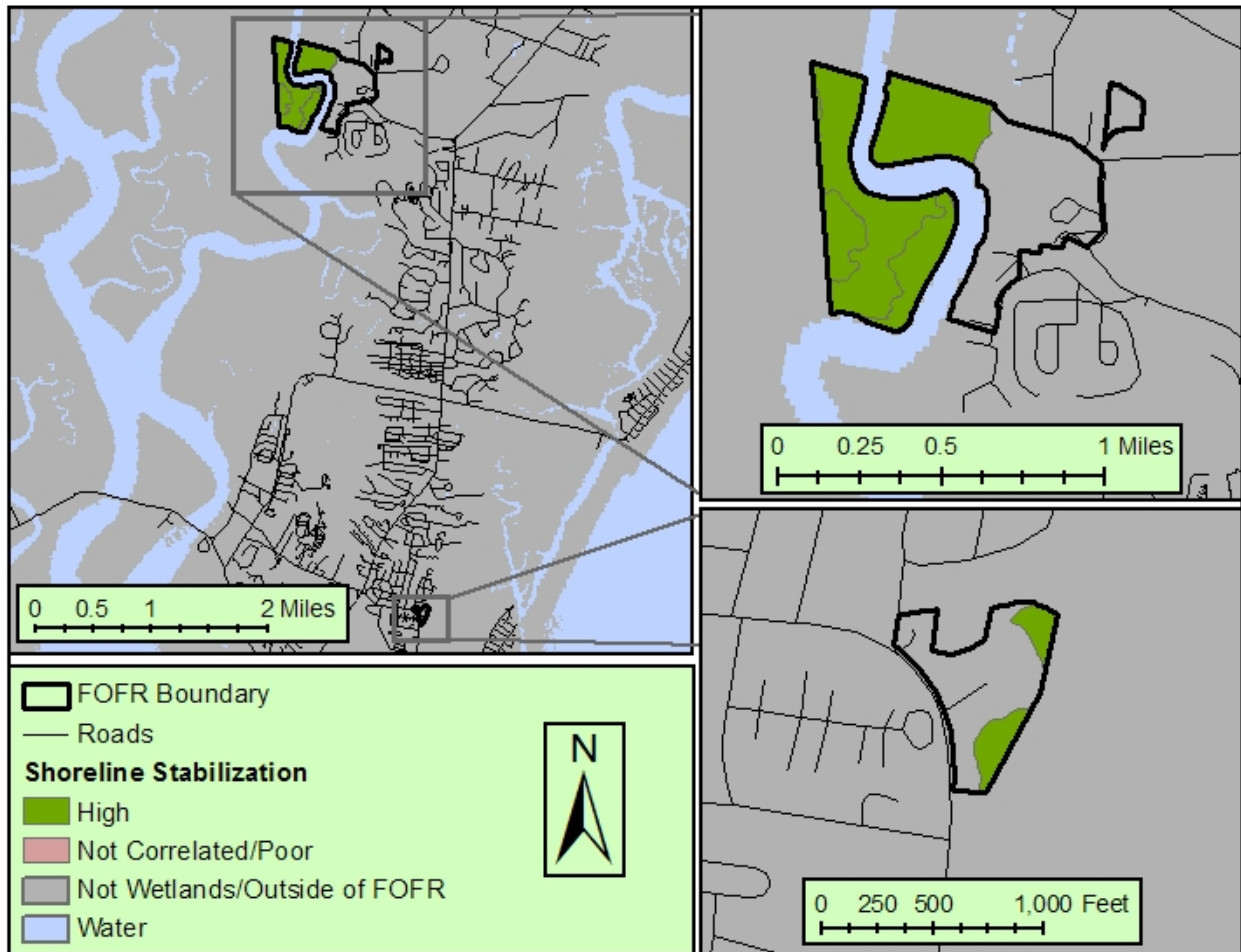 0 0.5 1 2 Miles
0 0.25 0.5 1 Miles
0 250 500 1,000 Feet
FOFR Boundary
Roads
Shoreline Stabilization
High
Not Correlated/Poor
Not Wetlands/Outside of FOFR
Water
N